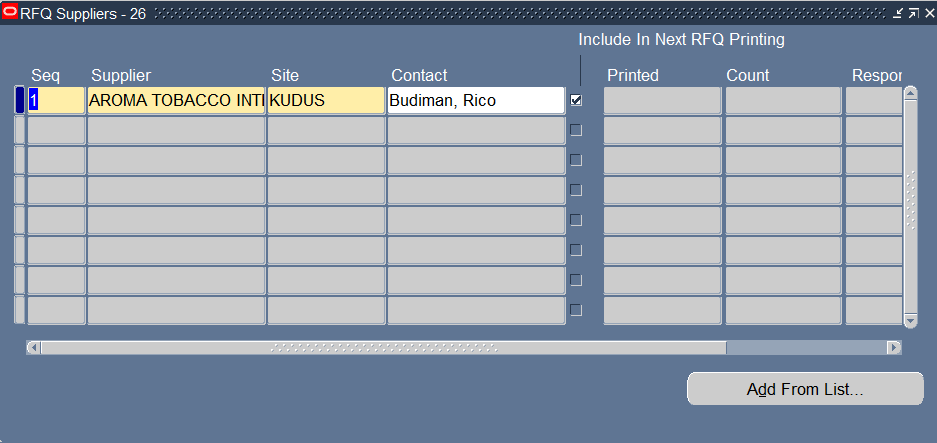 RFQ Suppliers - 26
Include In Next RFQ Printing
Seq Supplier Site Contact Printed Count Respor
1 AROMA TOBACCO INTI KUDUS Budiman, Rico
Add From List...